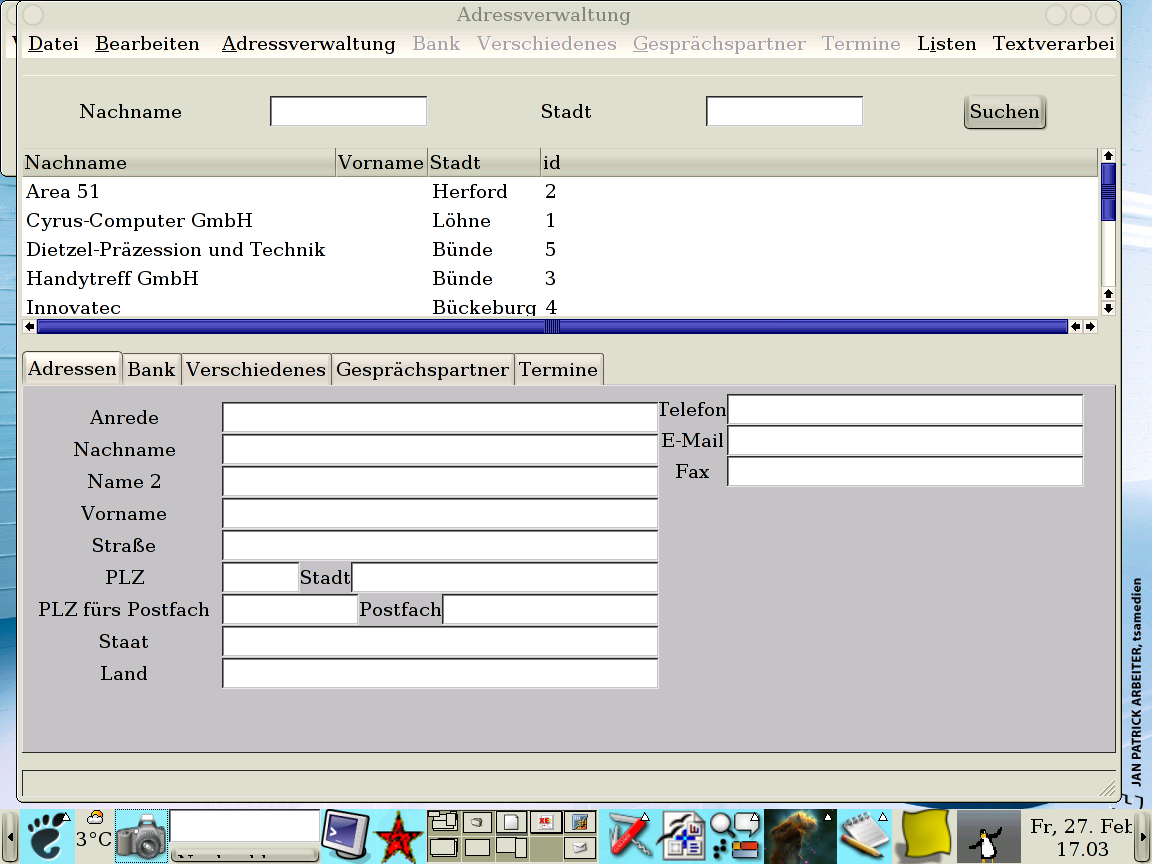 Adressverwaltung
Datei Bearbeiten Adressverwaltung Bank Verschiedenes Gesprächspartner Termine Listen Textverarbei
Nachname Stadt Suchen
Nachname Vorname Stadt id
Area 51 Herford 2
Cyrus-Computer GmbH Löhne 1
Dietzel-Präzession und Technik Bünde 5
Handytreff GmbH Bünde 3
Innovatec Bückeburg 4
Adressen Bank Verschiedenes Gesprächspartner Termine
Anrede Telefon
Nachname E-Mail
Name 2 Fax
Vorname
Straße
PLZ Stadt
PLZ fürs Postfach Postfach
Staat
Land
JAN PATRICK ARBEITER, tsamedien
3°C
Fr, 27. Feb
17.03